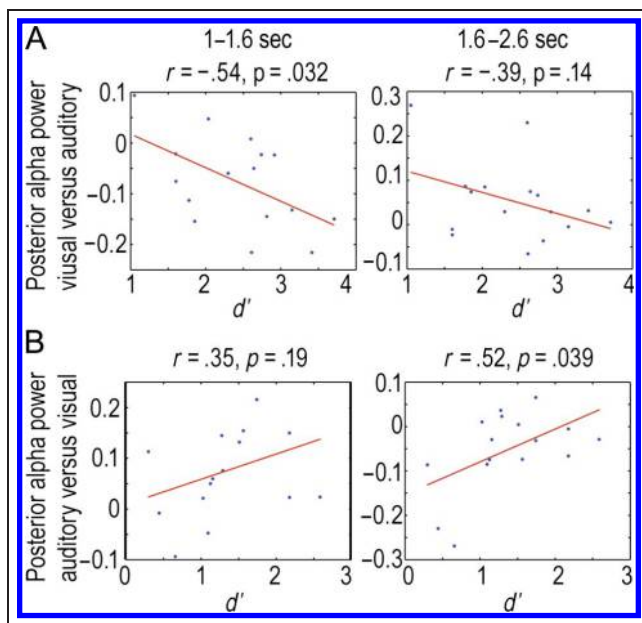 A
1–1.6 sec
1.6–2.6 sec
r = –.54, p = .032
r = –.39, p = .14
Posterior alpha power
viusal versus auditory
0.1
0
–0.1
–0.2
1 2 3 4
d'
0.3
0.2
0.1
0
–0.1
1 2 3 4
d'
B
r = .35, p = .19
r = .52, p = .039
Posterior alpha power
auditory versus visual
0.2
0.1
0
–0.1
0 1 2 3
d'
0.1
0
–0.1
–0.2
–0.3
0 1 2 3
d'